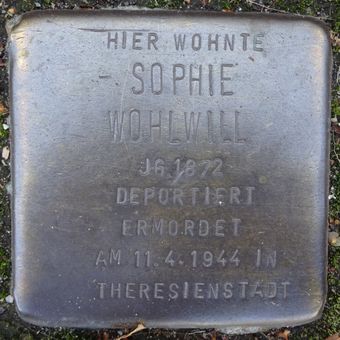 HIER WOHNTE
SOPHIE
WOHLWILL
JG.1872
DEPORTIERT
ERMORDET
AM 11.4.1944 IN
THERESIENSTADT